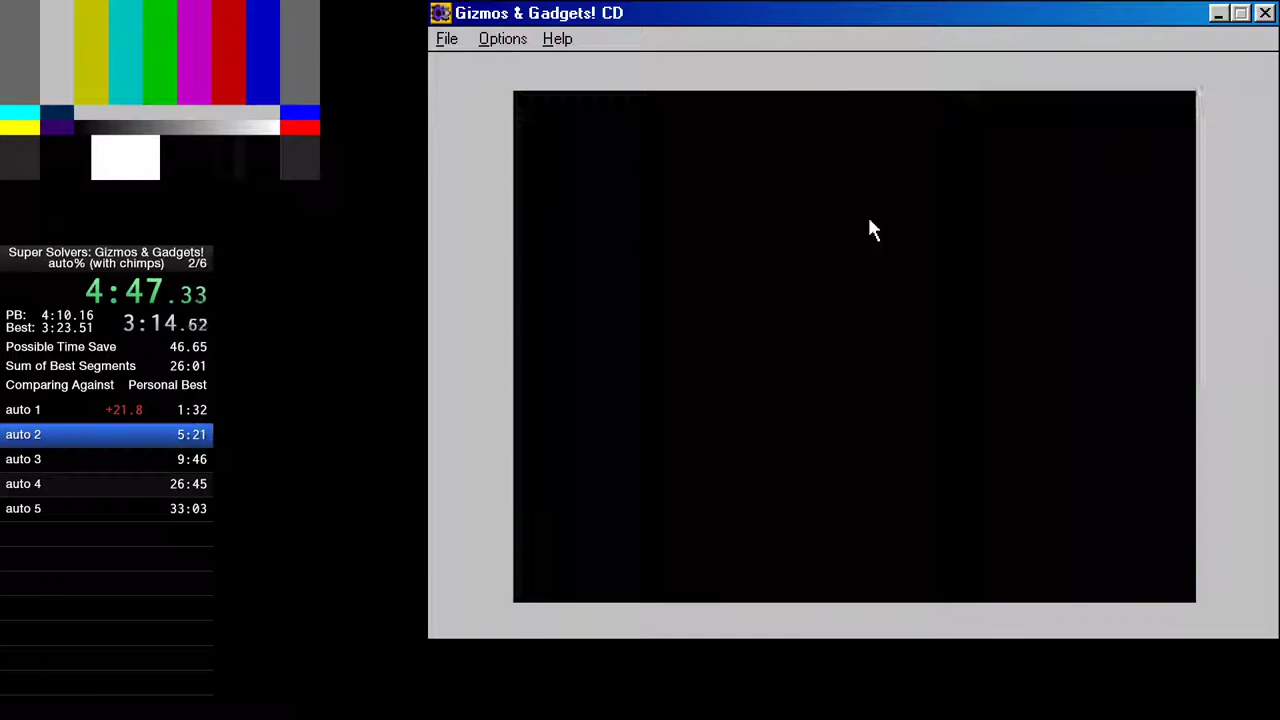 Gizmos & Gadgets! CD
File Options Help
Super Solvers: Gizmos & Gadgets!
auto% (with chimps) 2/6
4:47.33
PB: 4:10.16
Best: 3:23.51
3:14.62
Possible Time Save 46.65
Sum of Best Segments 26:01
Comparing Against Personal Best
auto 1 +21.8 1:32
auto 2 5:21
auto 3 9:46
auto 4 26:45
auto 5 33:03